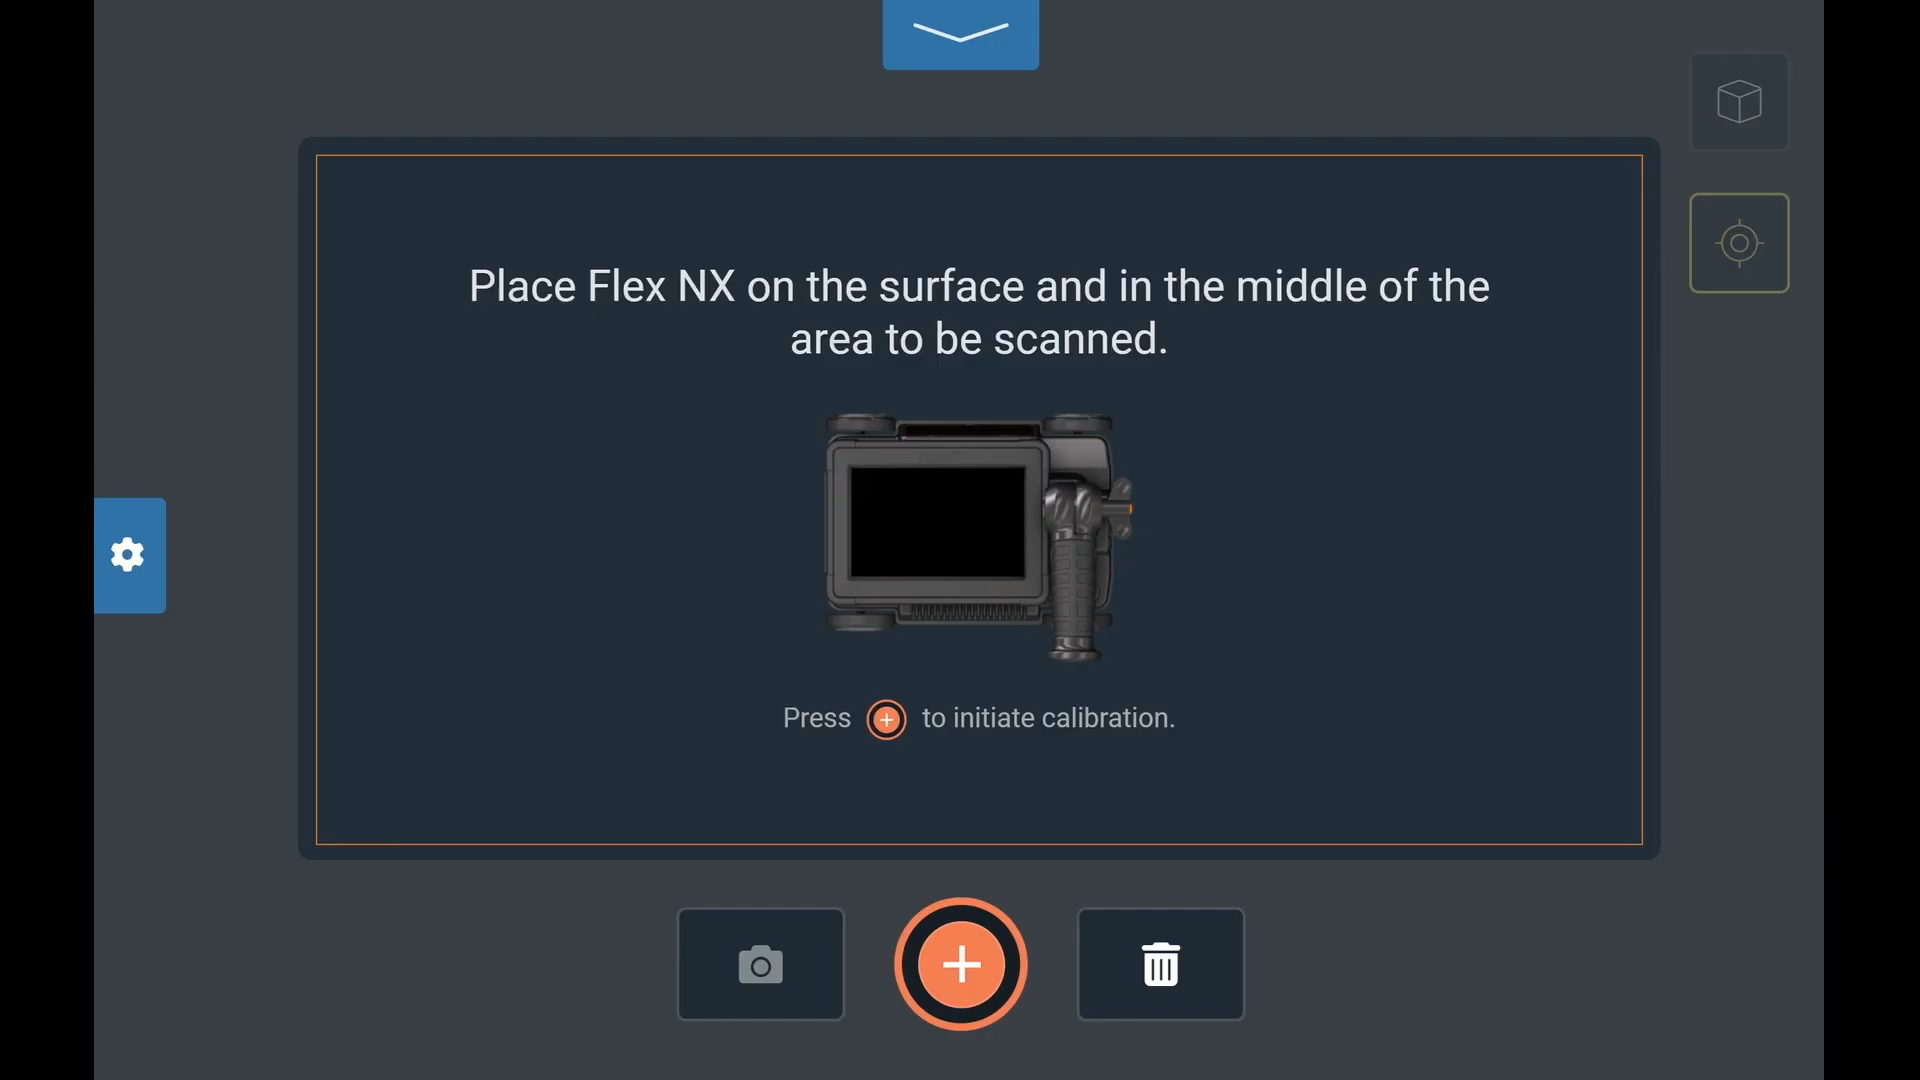 Place Flex NX on the surface and in the middle of the
area to be scanned.
Press + to initiate calibration.